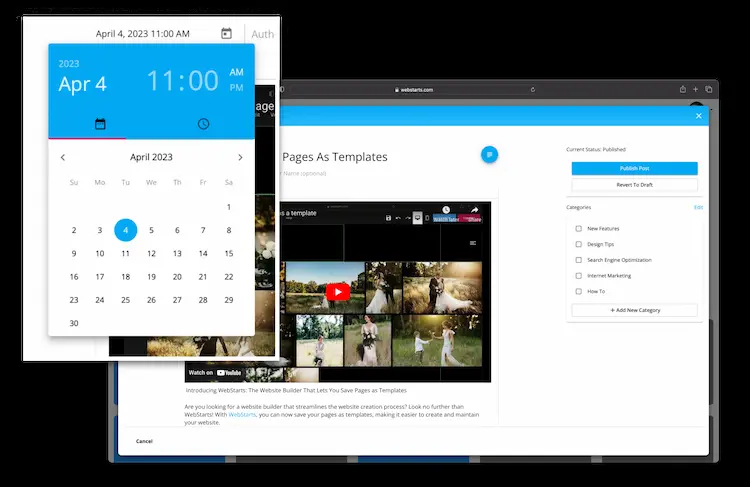 April 4, 2023 11:00 AM
Auth
2023
Apr 4
11:00
AM
PM
April 2023
Su Mo Tu We Th Fr Sa
1
2 3 4 5 6 7 8
9 10 11 12 13 14 15
16 17 18 19 20 21 22
23 24 25 26 27 28 29
30
webstarts.com
Pages As Templates
Name (optional)
as a template
Watch later
Share
Watch on YouTube
Introducing WebStarts: The Website Builder That Lets You Save Pages as Templates
Are you looking for a website builder that streamlines the website creation process? Look no further than
WebStarts! With WebStarts, you can now save your pages as templates, making it easier to create and maintain
your website.
Cancel
Current Status: Published
Publish Post
Revert To Draft
Categories
Edit
New Features
Design Tips
Search Engine Optimization
Internet Marketing
How To
+ Add New Category